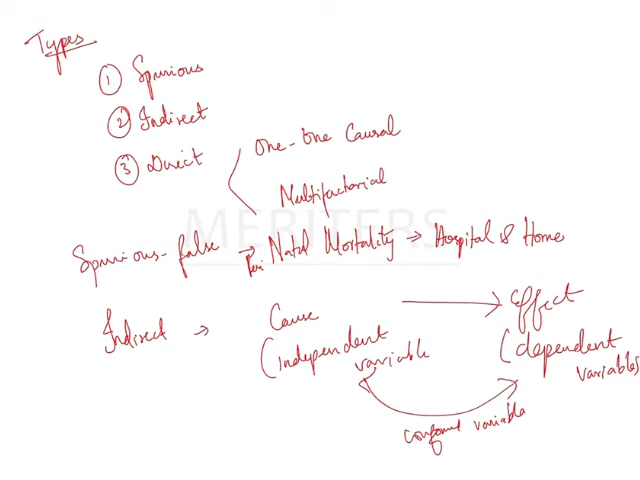 Types
① Spurious
② Indirect
③ Direct
One-One Causal
Multifactorial
MERITERS
Spurious-false → Peri Natal Mortality → Hospital & Home
Indirect → Cause → Effect
(independent variable
(dependent variables
variable